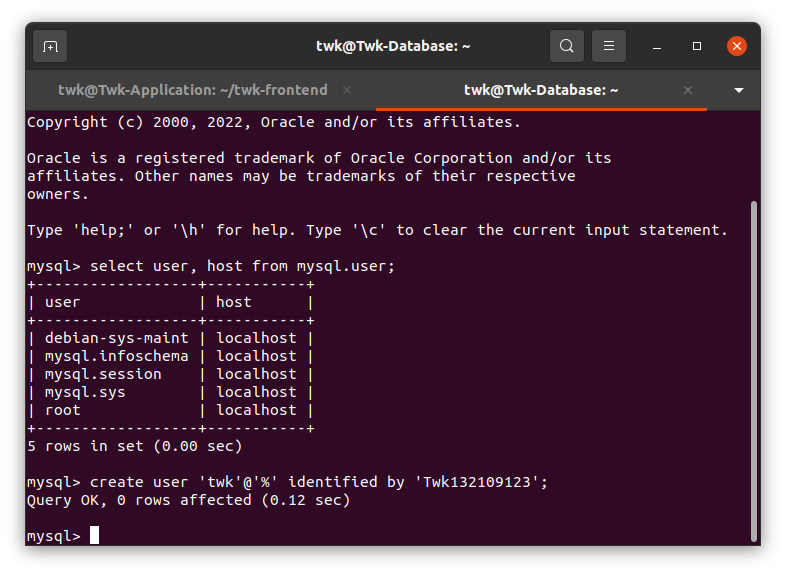 twk@Twk-Database: ~
twk@Twk-Application: ~/twk-frontend
twk@Twk-Database: ~
Copyright (c) 2000, 2022, Oracle and/or its affiliates.
Oracle is a registered trademark of Oracle Corporation and/or its
affiliates. Other names may be trademarks of their respective
owners.
Type 'help;' or '\h' for help. Type '\c' to clear the current input statement.
mysql> select user, host from mysql.user;
+------------------+-----------+
| user             | host      |
+------------------+-----------+
| debian-sys-maint | localhost |
| mysql.infoschema | localhost |
| mysql.session    | localhost |
| mysql.sys        | localhost |
| root             | localhost |
+------------------+-----------+
5 rows in set (0.00 sec)
mysql> create user 'twk'@'%' identified by 'Twk132109123';
Query OK, 0 rows affected (0.12 sec)
mysql>